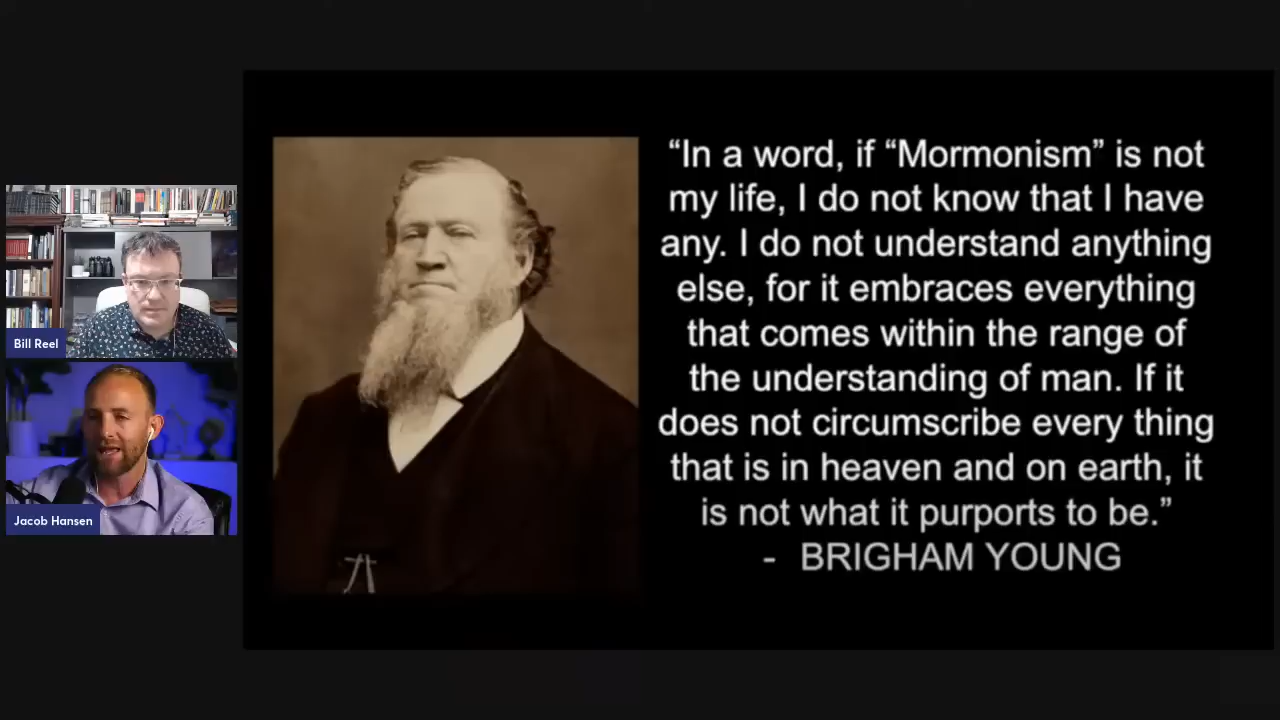 Bill Reel
Jacob Hansen
“In a word, if “Mormonism” is not
my life, I do not know that I have
any. I do not understand anything
else, for it embraces everything
that comes within the range of
the understanding of man. If it
does not circumscribe every thing
that is in heaven and on earth, it
is not what it purports to be.”
- BRIGHAM YOUNG